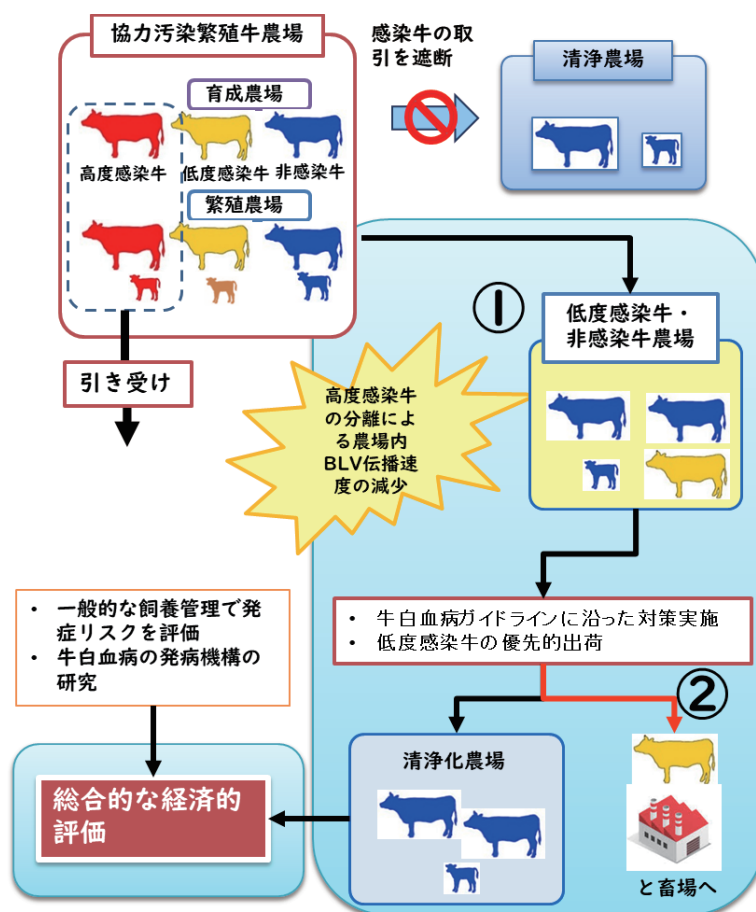 協力汚染繁殖牛農場
感染牛の取
引を遮断
清浄農場
育成農場
高度感染牛
低度感染牛
非感染牛
繁殖農場
①
低度感染牛・
非感染牛農場
引き受け
高度感染牛
の分離によ
る農場内
BLV伝播速
度の減少
• 一般的な飼養管理で発
症リスクを評価
• 牛白血病の発病機構の
研究
• 牛白血病ガイドラインに沿った対策実施
• 低度感染牛の優先的出荷
②
清浄化農場
総合的な経済的
評価
と畜場へ